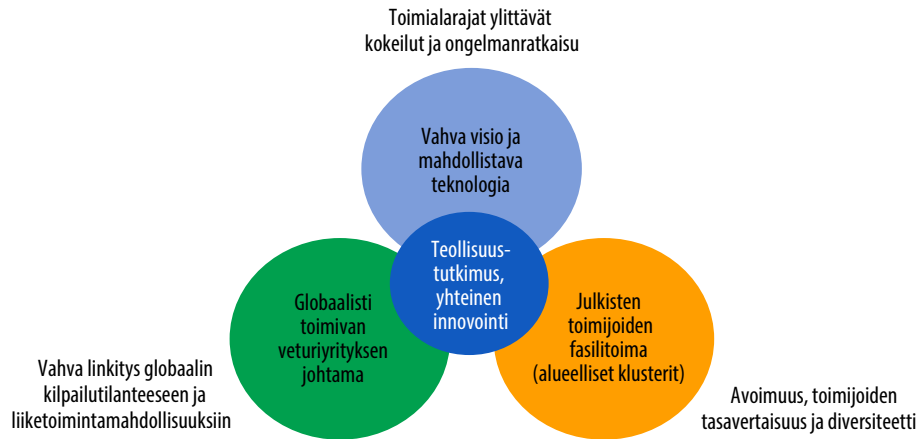 Toimialarajat ylittävät
kokeilut ja ongelmanratkaisu
Vahva visio ja
mahdollistava
teknologia
Teollisuus-
tutkimus,
yhteinen
innovointi
Globaalisti
toimivan
veturiyrityksen
johtama
Julkisten
toimijoiden
fasilitoima
(alueelliset klusterit)
Vahva linkitys globaalin
kilpailutilanteeseen ja
liiketoimintamahdollisuuksiin
Avoimuus, toimijoiden
tasavertaisuus ja diversiteetti